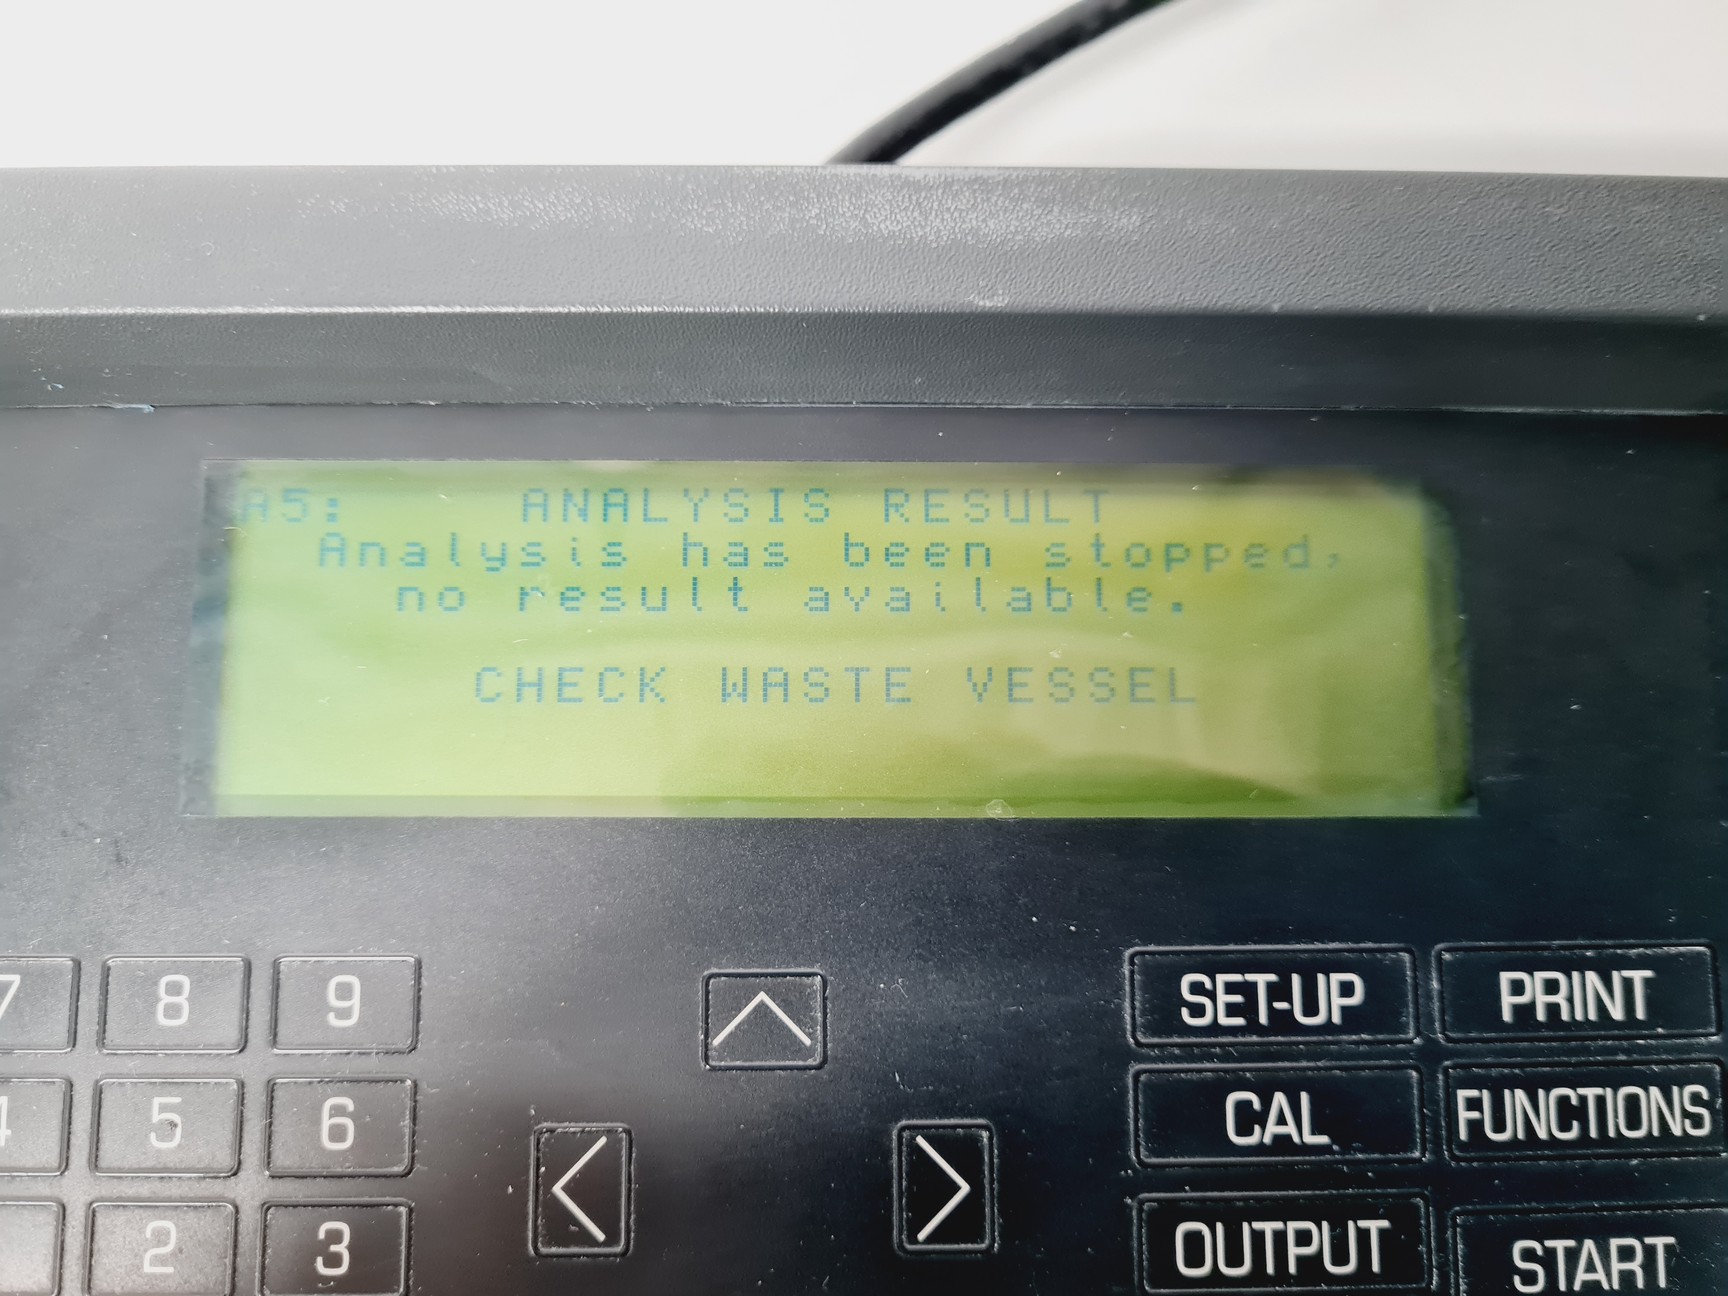 A5: ANALYSIS RESULT
Analysis has been stopped,
no result available.
CHECK WASTE VESSEL
7 8 9
SET-UP PRINT
4 5 6
CAL FUNCTIONS
2 3
OUTPUT START